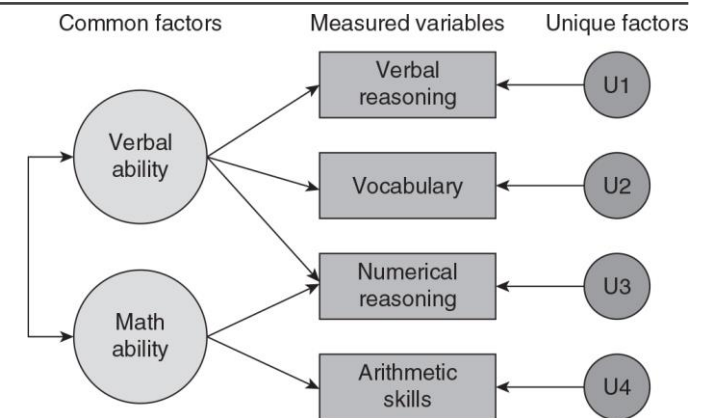 Common factors
Measured variables
Unique factors
Verbal
reasoning
U1
Verbal
ability
Vocabulary
U2
Numerical
reasoning
U3
Math
ability
Arithmetic
skills
U4